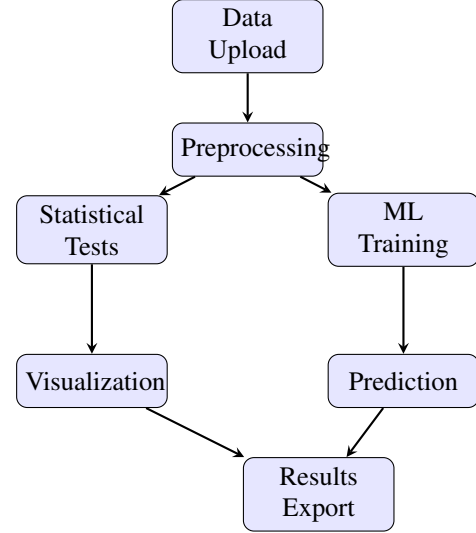 Data
Upload
Preprocessing
Statistical
Tests
ML
Training
Visualization
Prediction
Results
Export